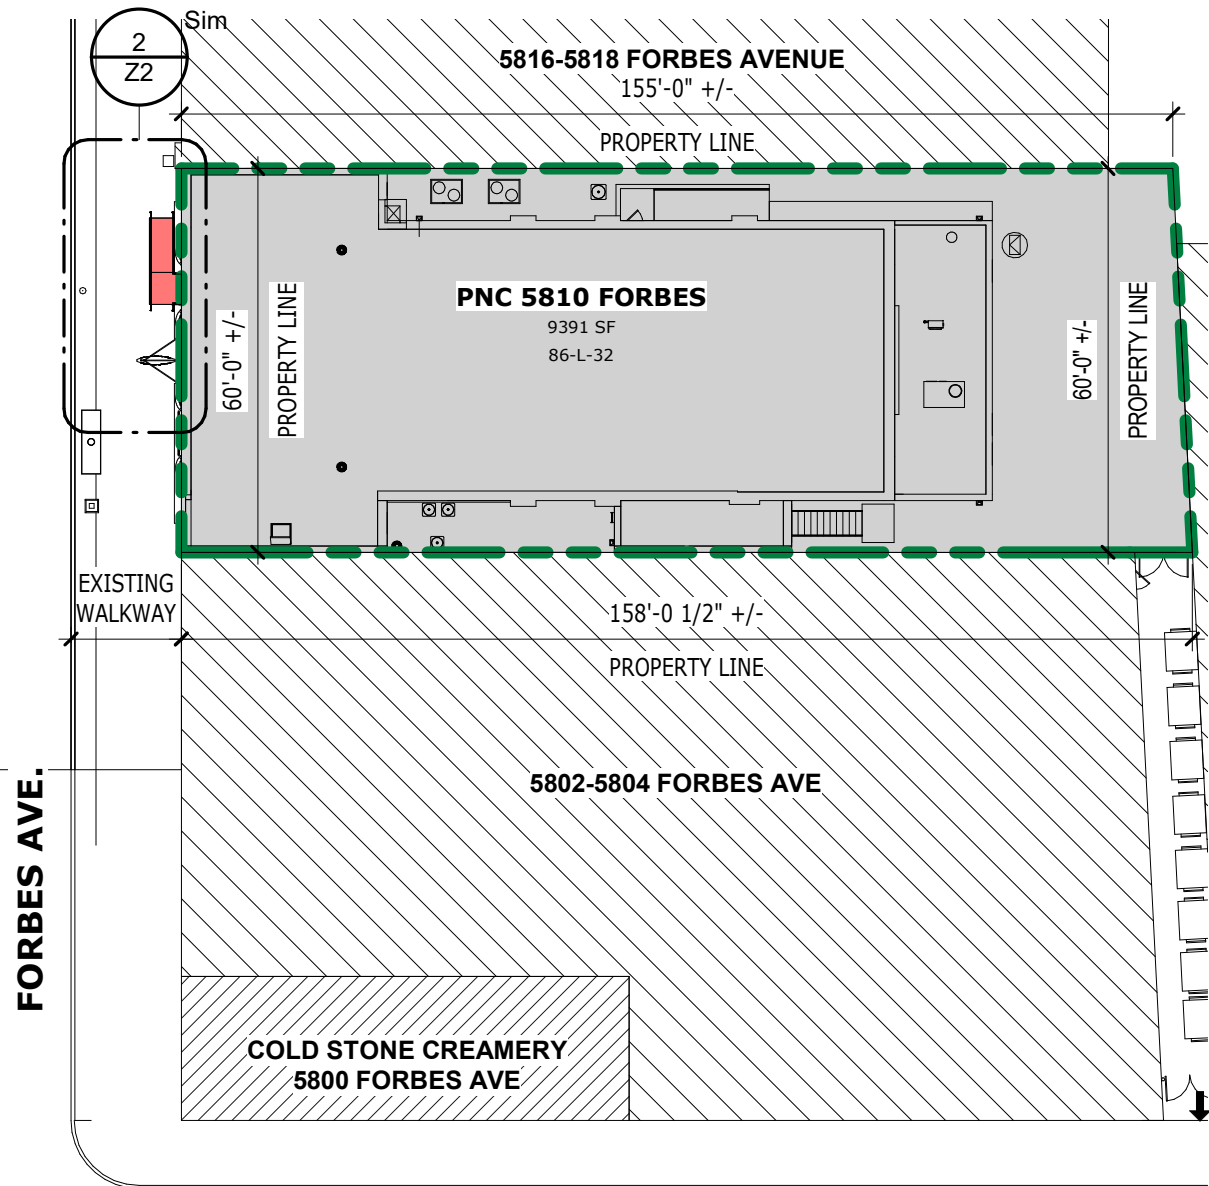 Sim
2
Z2
5816-5818 FORBES AVENUE
155'-0" +/-
PROPERTY LINE
60'-0" +/-
PROPERTY LINE
PNC 5810 FORBES
9391 SF
86-L-32
60'-0" +/-
PROPERTY LINE
EXISTING
WALKWAY
158'-0 1/2" +/-
PROPERTY LINE
5802-5804 FORBES AVE
FORBES AVE.
COLD STONE CREAMERY
5800 FORBES AVE